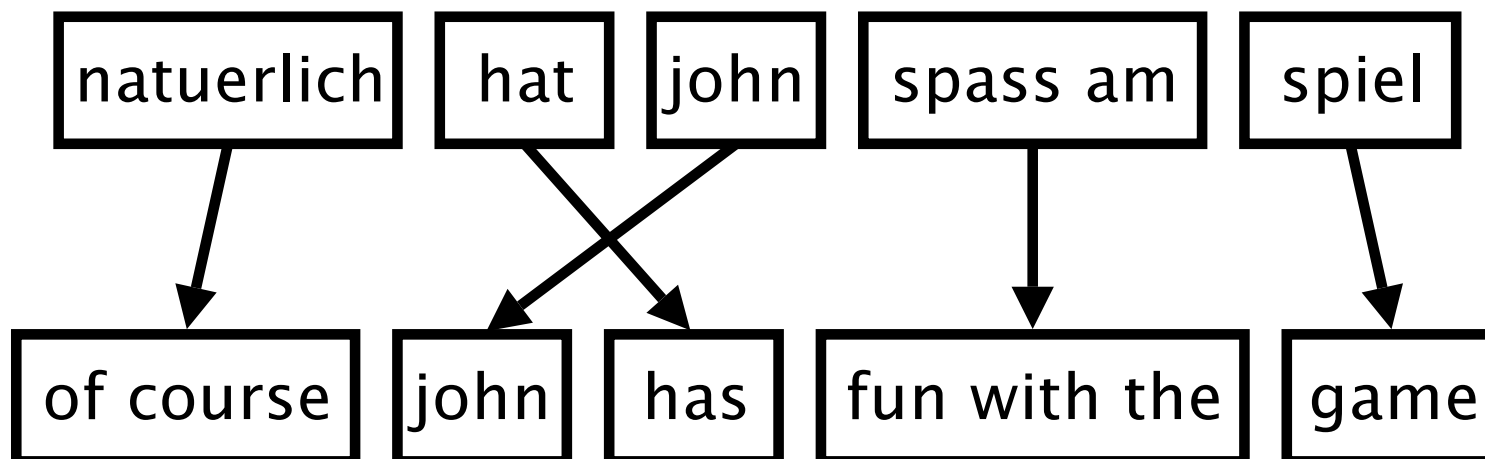 natuerlich hat john spass am spiel
of course john has fun with the game